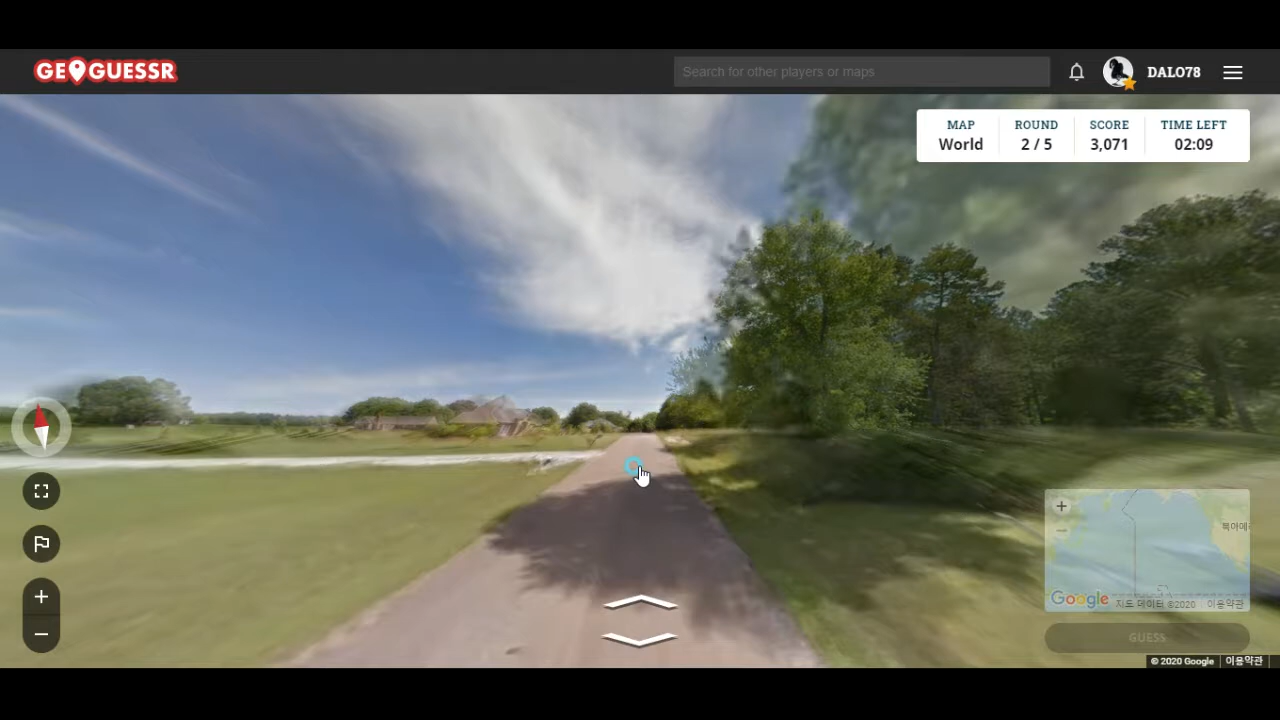 GEOGUESSR
Search for other players or maps
DALO78
MAP
World
ROUND
2 / 5
SCORE
3,071
TIME LEFT
02:09
+
−
+
−
Google
지도 데이터 ©2020
이용약관
GUESS
© 2020 Google
이용약관